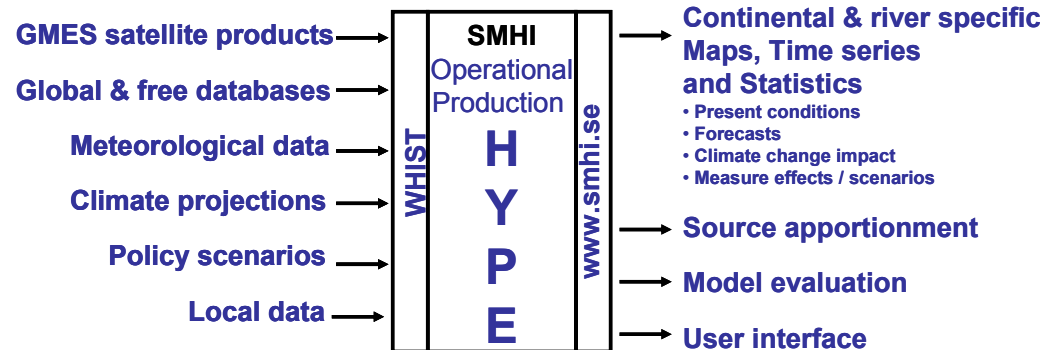 GMES satellite products
Global & free databases
Meteorological data
Climate projections
Policy scenarios
Local data
WHIST
SMHI
Operational
Production
H
Y
P
E
www.smhi.se
Continental & river specific
Maps, Time series
and Statistics
• Present conditions
• Forecasts
• Climate change impact
• Measure effects / scenarios
Source apportionment
Model evaluation
User interface